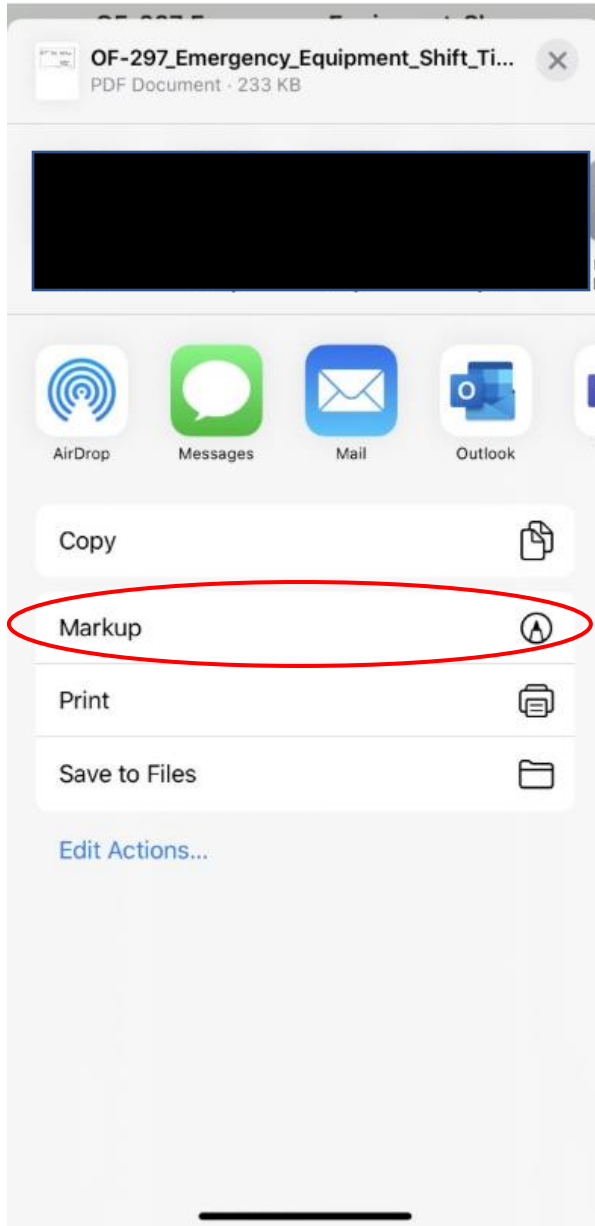 OF-297_Emergency_Equipment_Shift_Ti...
PDF Document · 233 KB
AirDrop
Messages
Mail
Outlook
Copy
Markup
Print
Save to Files
Edit Actions...